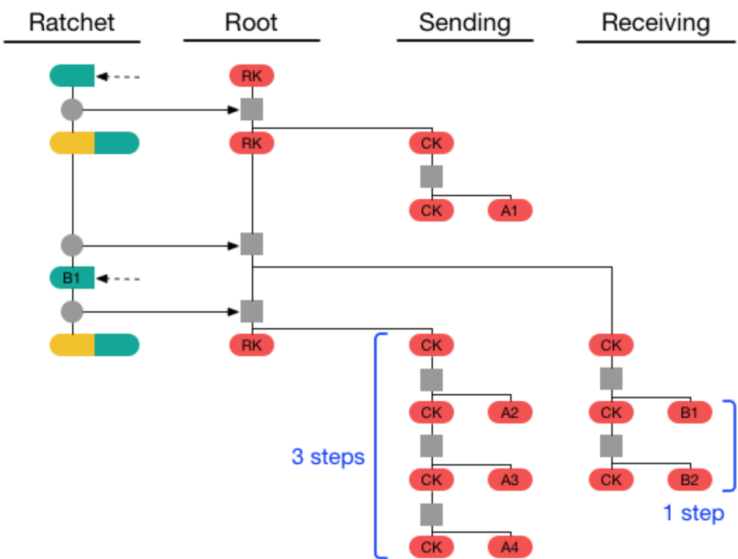 Ratchet Root Sending Receiving
RK
RK CK
CK A1
B1
RK CK CK
CK A2 CK B1
3 steps
CK A3 CK B2
1 step
CK A4